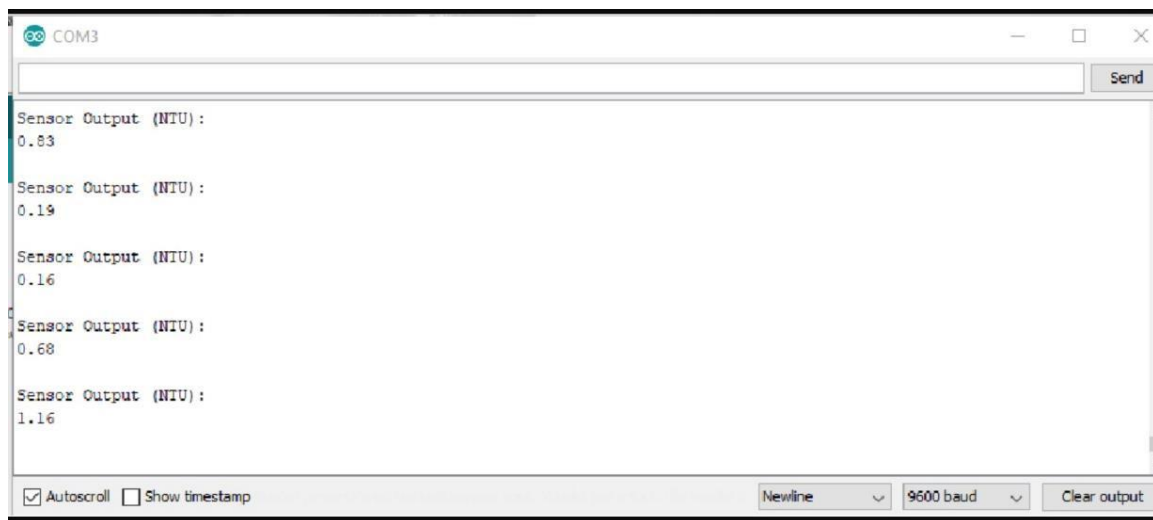 COM3
Send
Sensor Output (NTU):
0.83
Sensor Output (NTU):
0.19
Sensor Output (NTU):
0.16
Sensor Output (NTU):
0.68
Sensor Output (NTU):
1.16
Autoscroll Show timestamp Newline 9600 baud Clear output